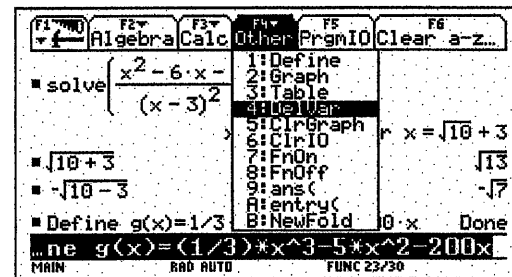 F1 F2 F3 F4 F5 F6
Algebra Calc Other PrgmIO Clear a-z…
1:Define
2:Graph
3:Table
4:DelVar
5:ClrGraph
6:ClrIO
7:FnOn
8:FnOff
9:ans(
A:entry(
B:NewFold
▪ solve( x² - 6·x -
(x - 3)²
r x = √10 + 3
▪ √10 + 3 √13
▪ -√10 - 3 -√7
▪ Define g(x)=1/3 10·x Done
…ne g(x)=(1/3)*x^3-5*x^2-200x
MAIN RAD AUTO FUNC 23/30